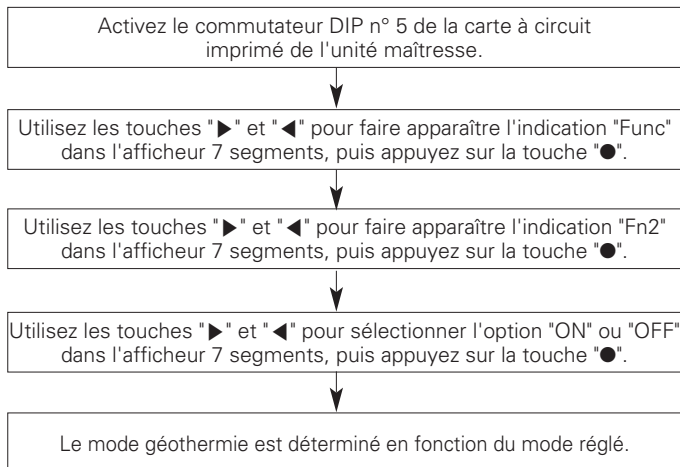 Activez le commutateur DIP n° 5 de la carte à circuit
imprimé de l'unité maîtresse.
Utilisez les touches "▶" et "◀" pour faire apparaître l'indication "Func"
dans l'afficheur 7 segments, puis appuyez sur la touche "●".
Utilisez les touches "▶" et "◀" pour faire apparaître l'indication "Fn2"
dans l'afficheur 7 segments, puis appuyez sur la touche "●".
Utilisez les touches "▶" et "◀" pour sélectionner l'option "ON" ou "OFF"
dans l'afficheur 7 segments, puis appuyez sur la touche "●".
Le mode géothermie est déterminé en fonction du mode réglé.